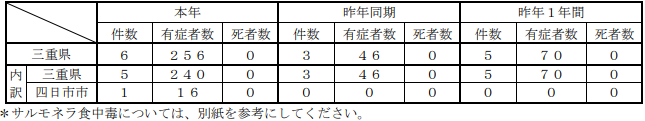 本年 昨年同期 昨年１年間
件数 有症者数 死者数 件数 有症者数 死者数 件数 有症者数 死者数
三重県 ６ ２５６ ０ ３ ４６ ０ ５ ７０ ０
内訳 三重県 ５ ２４０ ０ ３ ４６ ０ ５ ７０ ０
四日市市 １ １６ ０ ０ ０ ０ ０ ０ ０
＊サルモネラ食中毒については、別紙を参考にしてください。